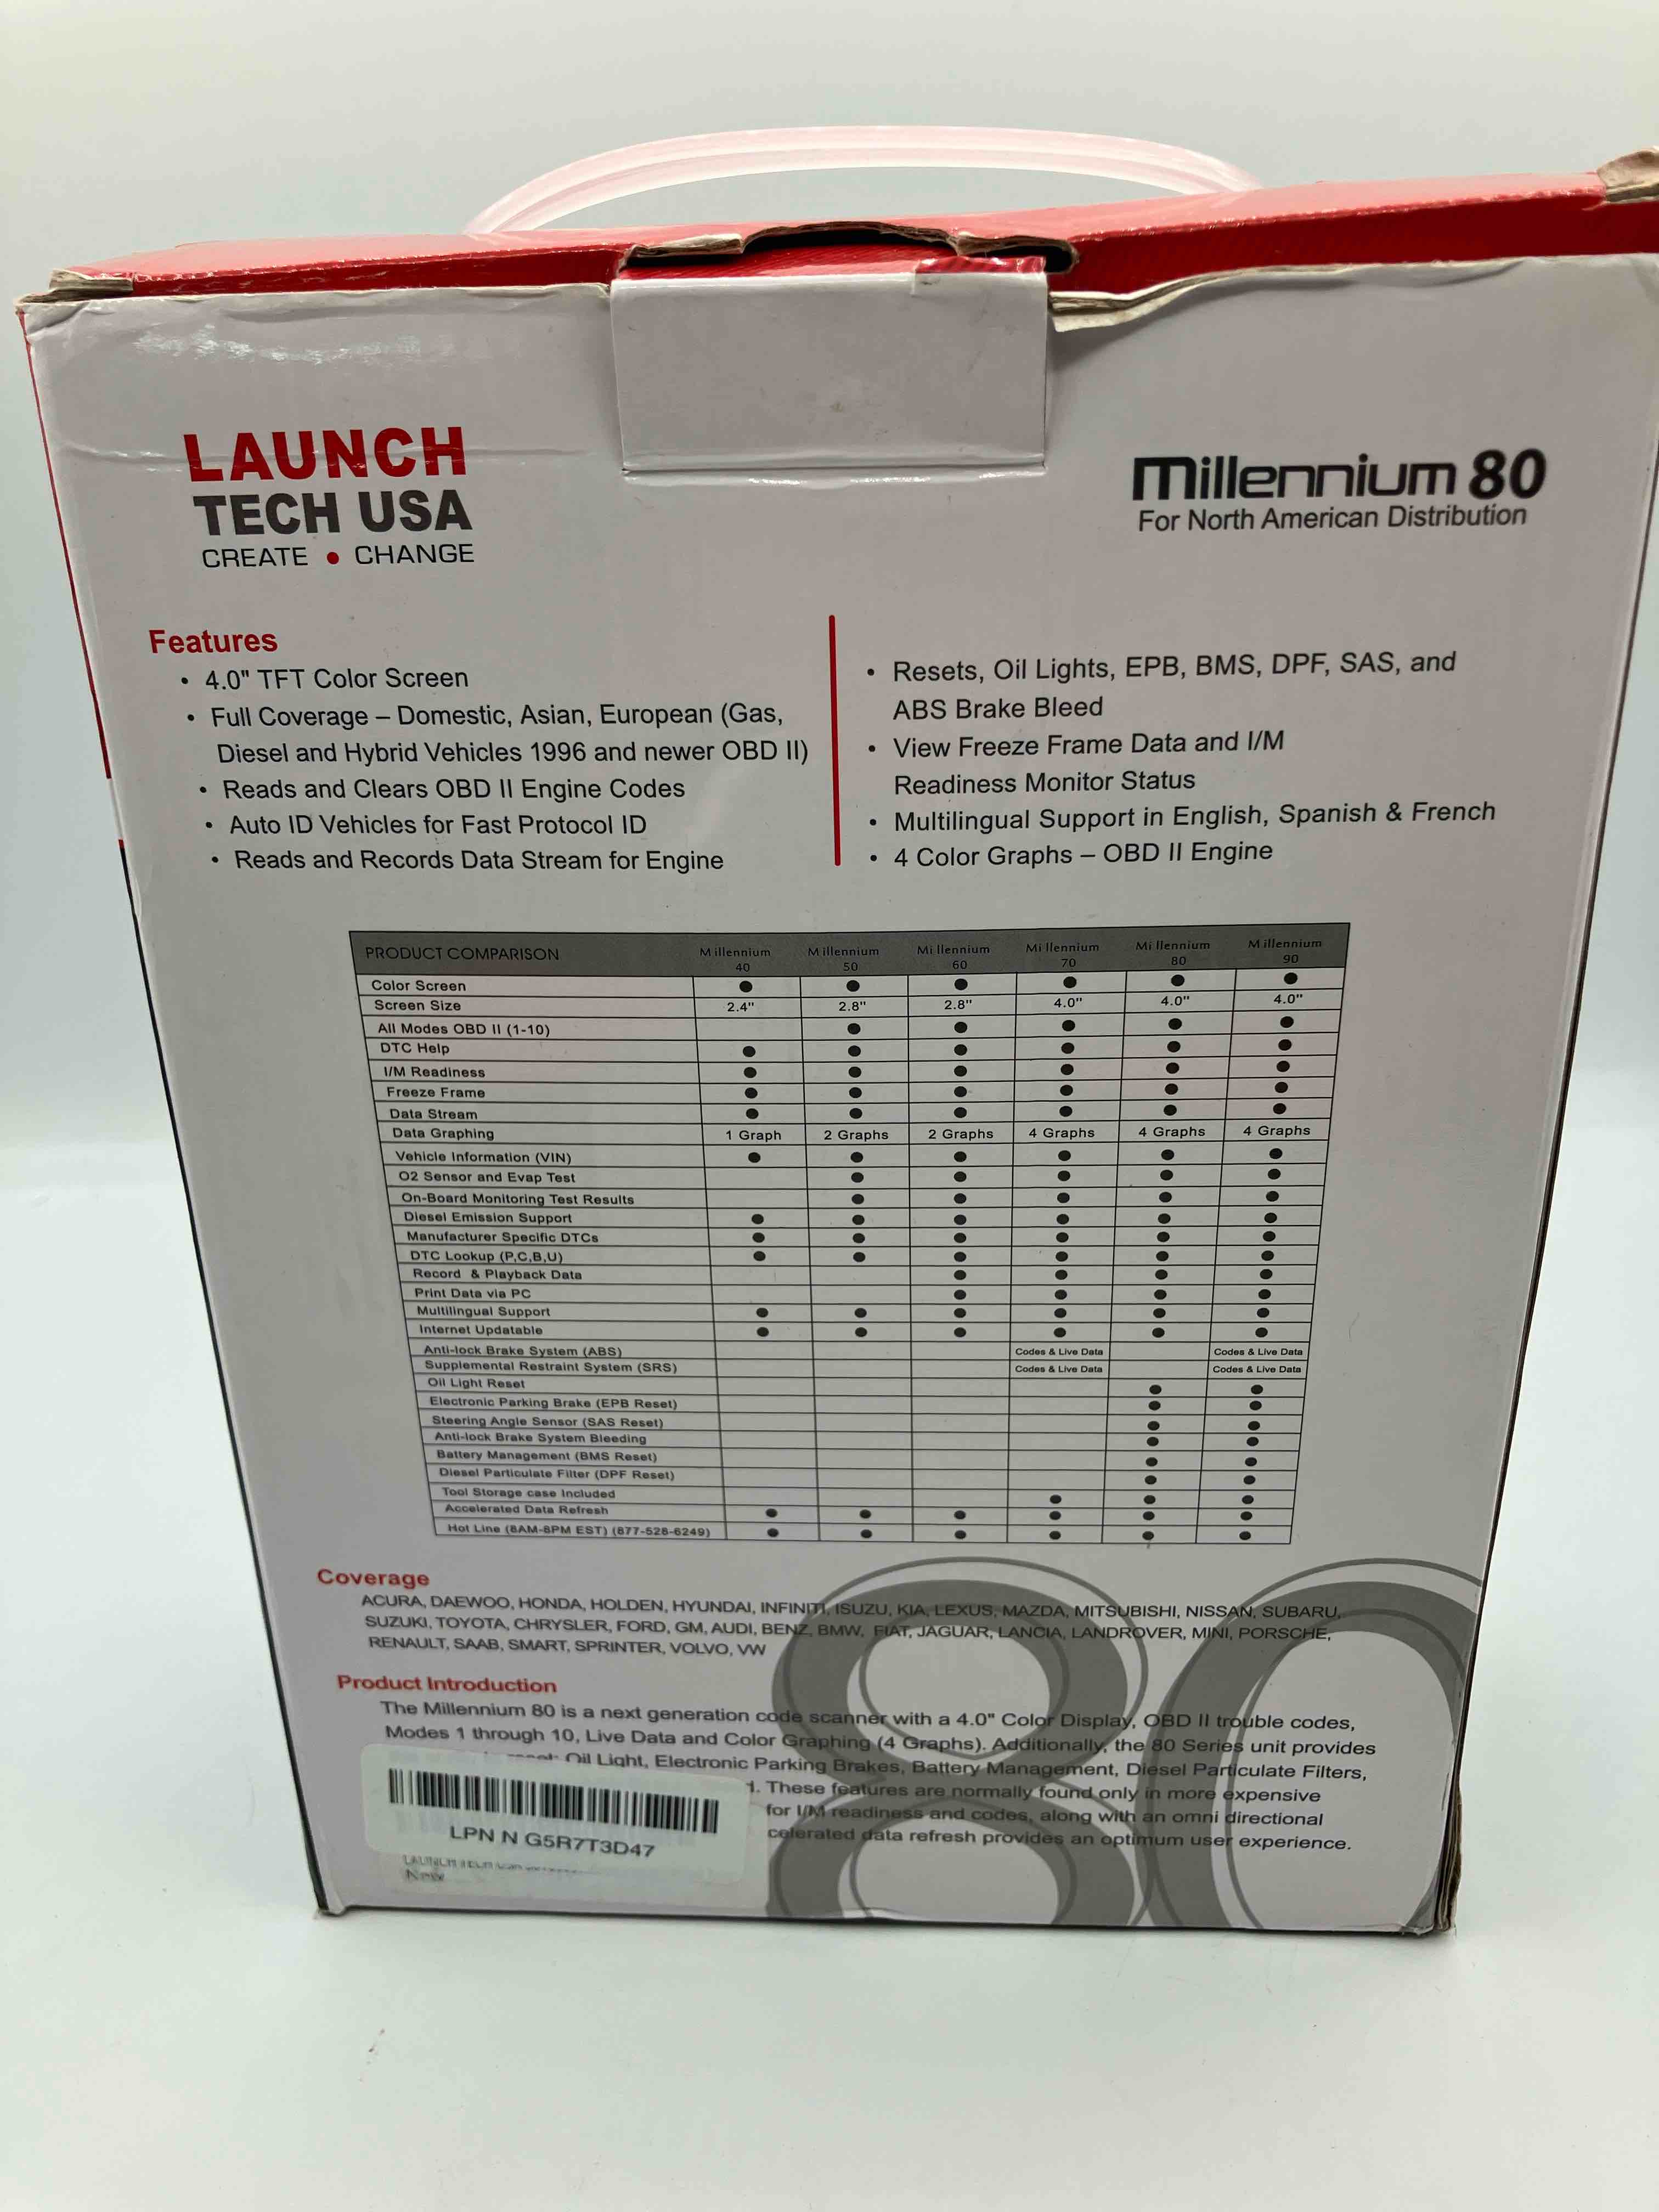 LAUNCH
TECH USA
CREATE • CHANGE
Millennium 80
For North American Distribution
Features
• 4.0" TFT Color Screen
• Full Coverage – Domestic, Asian, European (Gas,
Diesel and Hybrid Vehicles 1996 and newer OBD II)
• Reads and Clears OBD II Engine Codes
• Auto ID Vehicles for Fast Protocol ID
• Reads and Records Data Stream for Engine
• Resets, Oil Lights, EPB, BMS, DPF, SAS, and
ABS Brake Bleed
• View Freeze Frame Data and I/M
Readiness Monitor Status
• Multilingual Support in English, Spanish & French
• 4 Color Graphs – OBD II Engine
PRODUCT COMPARISON Millennium 40 Millennium 50 Millennium 60 Millennium 70 Millennium 80 Millennium 90
Color Screen ● ● ● ● ● ●
Screen Size 2.4" 2.8" 2.8" 4.0" 4.0" 4.0"
All Modes OBD II (1-10) ● ● ● ● ●
DTC Help ● ● ● ● ● ●
I/M Readiness ● ● ● ● ● ●
Freeze Frame ● ● ● ● ● ●
Data Stream ● ● ● ● ● ●
Data Graphing 1 Graph 2 Graphs 2 Graphs 4 Graphs 4 Graphs 4 Graphs
Vehicle Information (VIN) ● ● ● ● ● ●
O2 Sensor and Evap Test ● ● ● ● ●
On-Board Monitoring Test Results ● ● ● ● ●
Diesel Emission Support ● ● ● ● ● ●
Manufacturer Specific DTCs ● ● ● ● ● ●
DTC Lookup (P,C,B,U) ● ● ● ● ● ●
Record & Playback Data ● ● ● ●
Print Data via PC ● ● ● ●
Multilingual Support ● ● ● ● ● ●
Internet Updatable ● ● ● ● ● ●
Anti-lock Brake System (ABS) Codes & Live Data Codes & Live Data
Supplemental Restraint System (SRS) Codes & Live Data Codes & Live Data
Oil Light Reset ● ●
Electronic Parking Brake (EPB Reset) ● ●
Steering Angle Sensor (SAS Reset) ● ●
Anti-lock Brake System Bleeding ● ●
Battery Management (BMS Reset) ● ●
Diesel Particulate Filter (DPF Reset) ● ●
Tool Storage case Included ● ● ●
Accelerated Data Refresh ● ● ● ● ● ●
Hot Line (8AM-8PM EST) (877-528-6249) ● ● ● ● ● ●
Coverage
ACURA, DAEWOO, HONDA, HOLDEN, HYUNDAI, INFINITI, ISUZU, KIA, LEXUS, MAZDA, MITSUBISHI, NISSAN, SUBARU,
SUZUKI, TOYOTA, CHRYSLER, FORD, GM, AUDI, BENZ, BMW, FIAT, JAGUAR, LANCIA, LANDROVER, MINI, PORSCHE,
RENAULT, SAAB, SMART, SPRINTER, VOLVO, VW
Product Introduction
The Millennium 80 is a next generation code scanner with a 4.0" Color Display, OBD II trouble codes,
Modes 1 through 10, Live Data and Color Graphing (4 Graphs). Additionally, the 80 Series unit provides
Oil Light, Electronic Parking Brakes, Battery Management, Diesel Particulate Filters,
These features are normally found only in more expensive
for I/M readiness and codes, along with an omni directional
celerated data refresh provides an optimum user experience.
LPN N G5R7T3D47
New
80